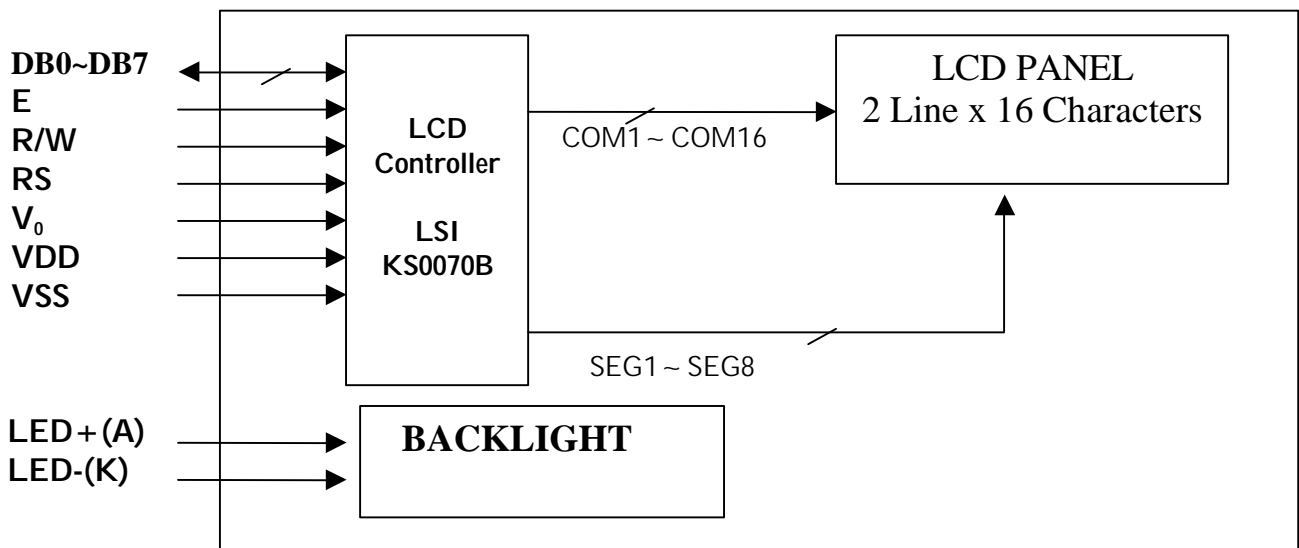 DB0~DB7
E
R/W
RS
V₀
VDD
VSS
LED+(A)
LED-(K)
LCD
Controller
LSI
KS0070B
COM1 ~ COM16
SEG1 ~ SEG8
LCD PANEL
2 Line x 16 Characters
BACKLIGHT